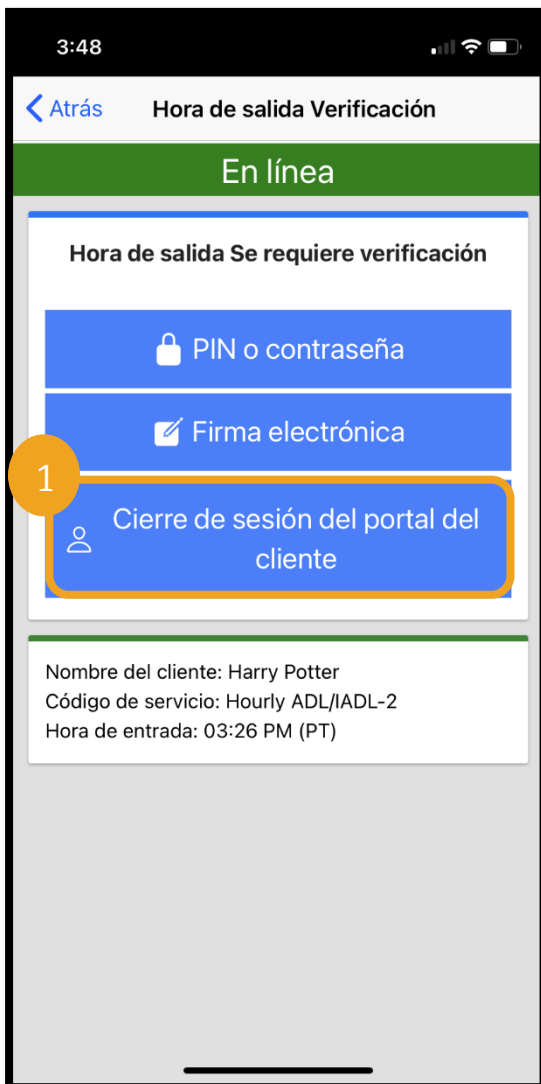 3:48
Atrás Hora de salida Verificación
En línea
Hora de salida Se requiere verificación
PIN o contraseña
Firma electrónica
1
Cierre de sesión del portal del
cliente
Nombre del cliente: Harry Potter
Código de servicio: Hourly ADL/IADL-2
Hora de entrada: 03:26 PM (PT)